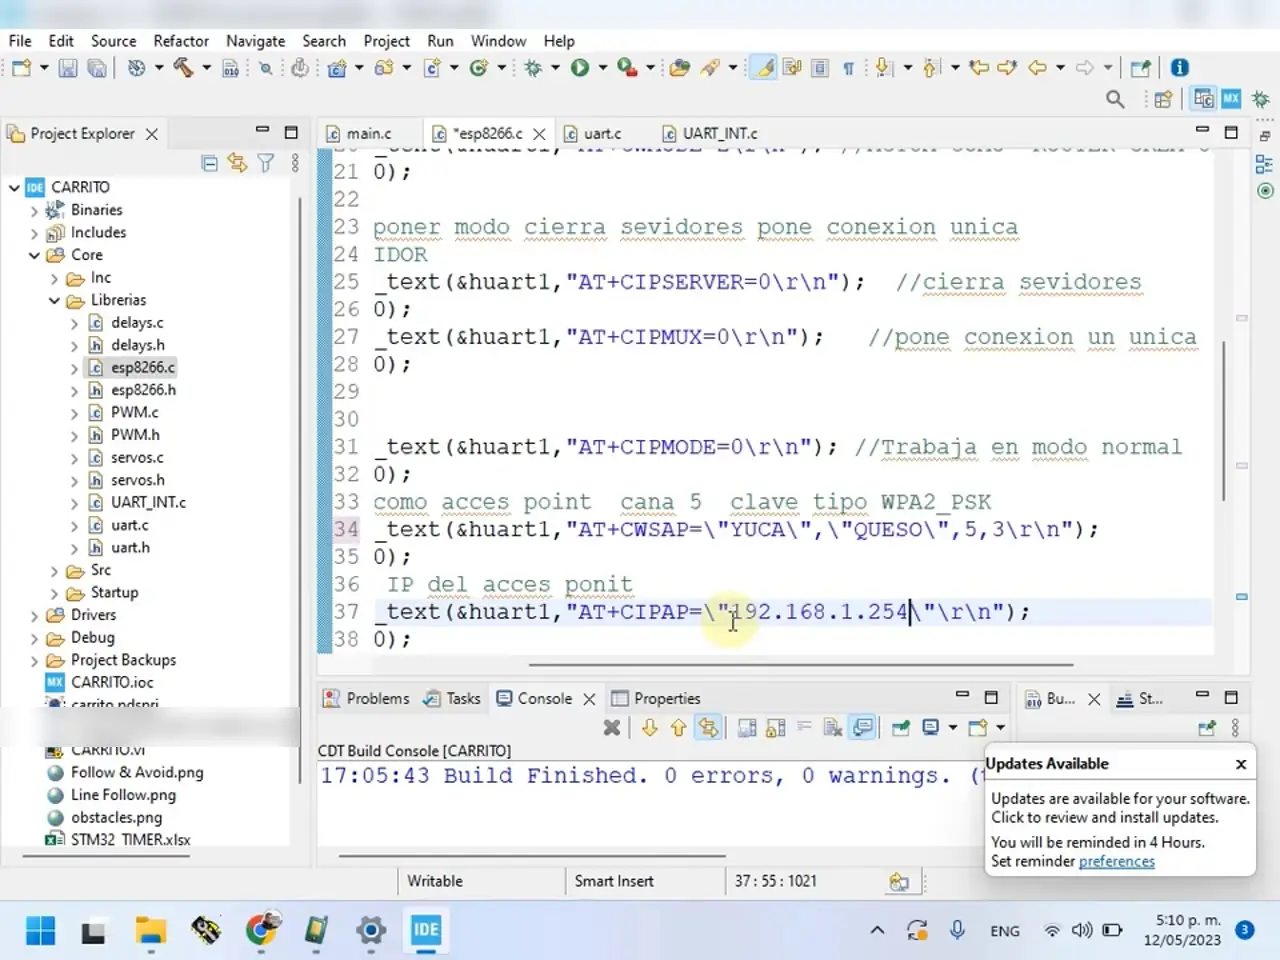 File Edit Source Refactor Navigate Search Project Run Window Help
Project Explorer
main.c
*esp8266.c
uart.c
UART_INT.c
CARRITO
Binaries
Includes
Core
Inc
Librerias
delays.c
delays.h
esp8266.c
esp8266.h
PWM.c
PWM.h
servos.c
servos.h
UART_INT.c
uart.c
uart.h
Src
Startup
Drivers
Debug
Project Backups
CARRITO.ioc
Follow & Avoid.png
Line Follow.png
obstacles.png
STM32_TIMER.xlsx
21 0);
22
23 poner modo cierra sevidores pone conexion unica
24 IDOR
25 _text(&huart1,"AT+CIPSERVER=0\r\n"); //cierra sevidores
26 0);
27 _text(&huart1,"AT+CIPMUX=0\r\n"); //pone conexion un unica
28 0);
29
30
31 _text(&huart1,"AT+CIPMODE=0\r\n"); //Trabaja en modo normal
32 0);
33 como acces point cana 5 clave tipo WPA2_PSK
34 _text(&huart1,"AT+CWSAP=\"YUCA\",\"QUESO\",5,3\r\n");
35 0);
36 IP del acces ponit
37 _text(&huart1,"AT+CIPAP=\"192.168.1.254\"\r\n");
38 0);
Problems Tasks Console Properties
Bu... St...
CDT Build Console [CARRITO]
17:05:43 Build Finished. 0 errors, 0 warnings. (
Updates Available
Updates are available for your software.
Click to review and install updates.
You will be reminded in 4 Hours.
Set reminder preferences
Writable
Smart Insert
37 : 55 : 1021
IDE
ENG
5:10 p. m.
12/05/2023
3